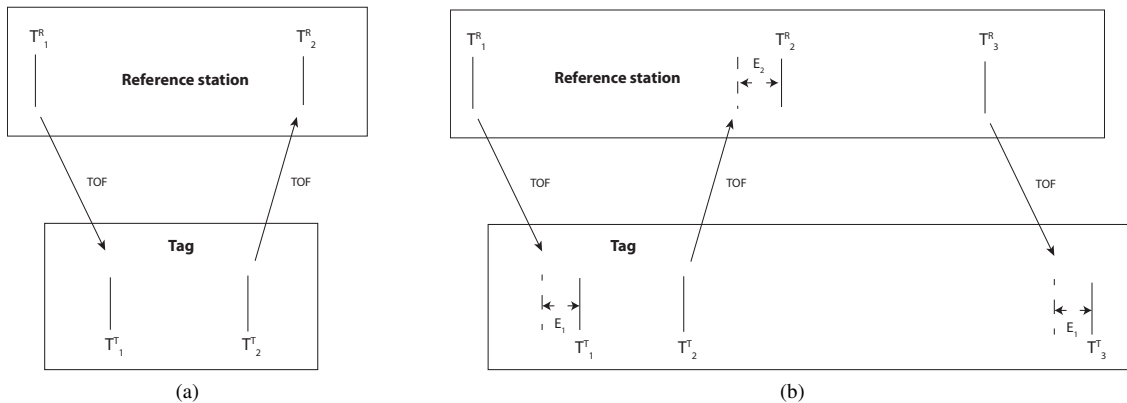 T^R_1
T^R_2
Reference station
TOF
TOF
Tag
T^T_1
T^T_2
(a)
T^R_1
T^R_2
T^R_3
E_2
Reference station
TOF
TOF
TOF
Tag
E_1
E_1
T^T_1
T^T_2
T^T_3
(b)